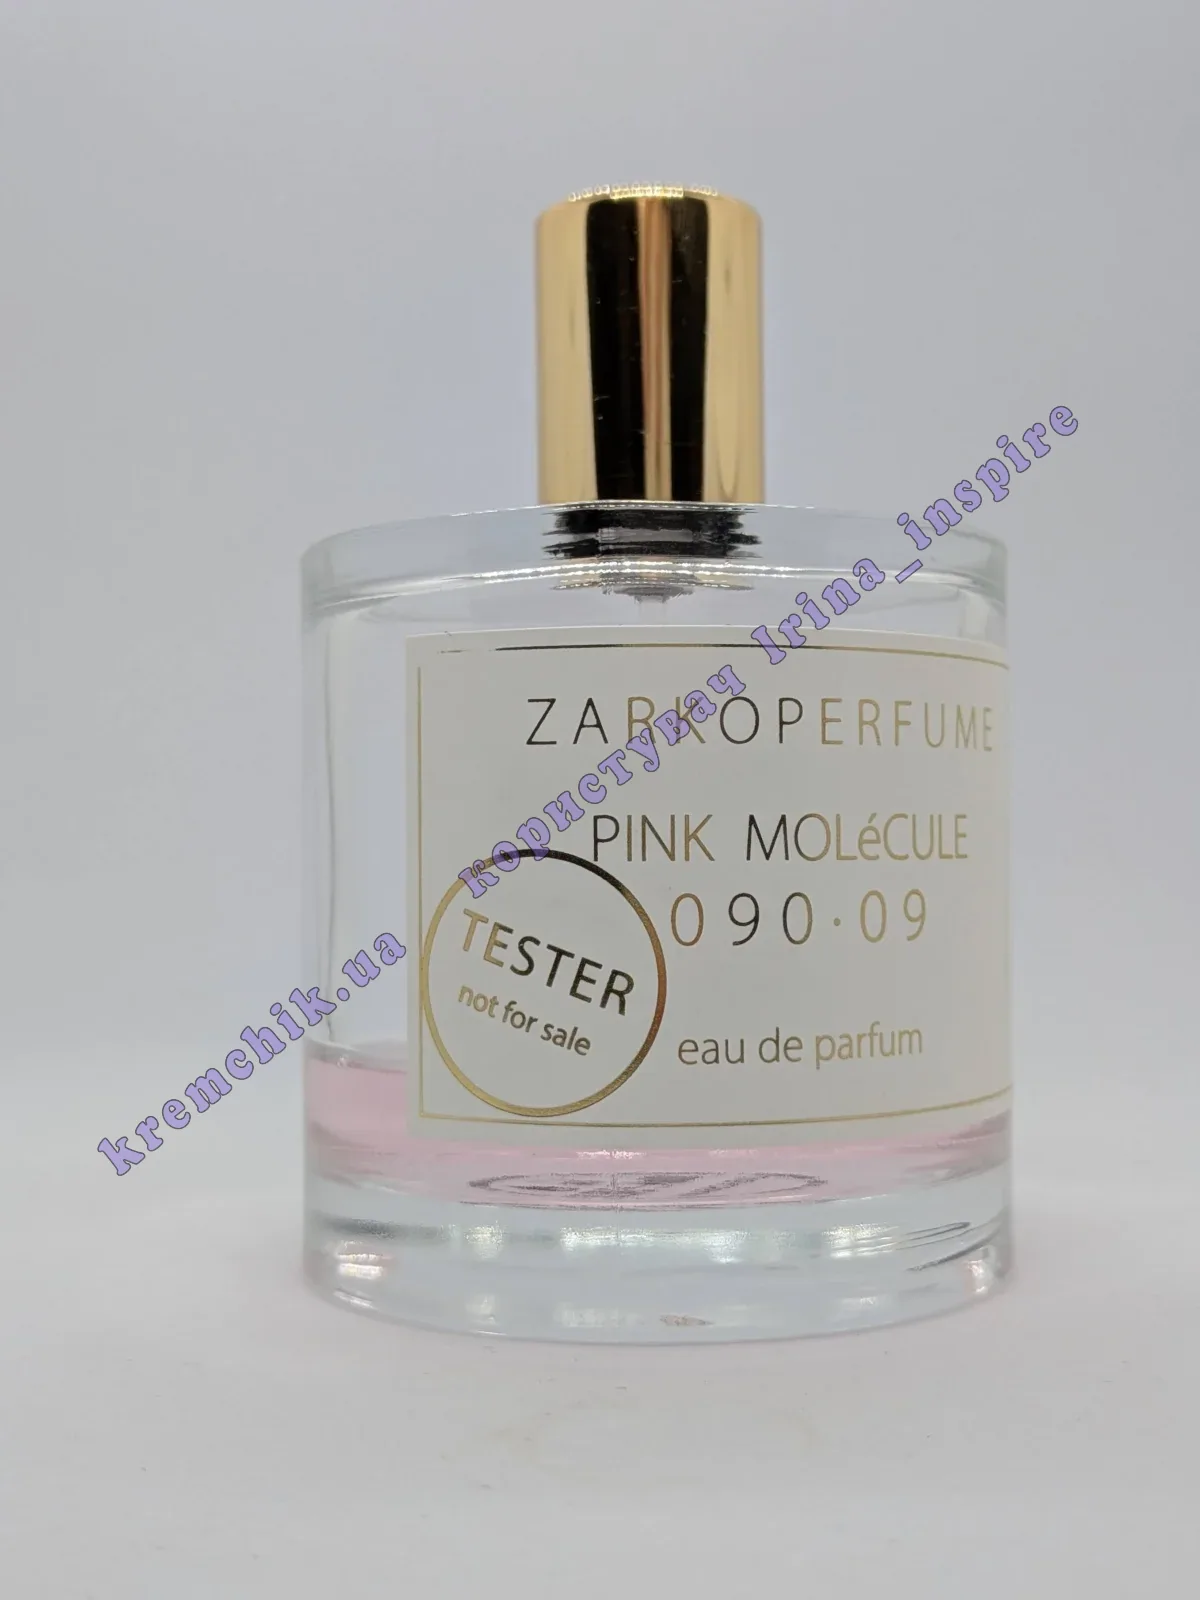 ZARKOPERFUME
PINK MOLéCULE
090·09
eau de parfum
TESTER
not for sale
kremchik.ua користувач Irina_inspire